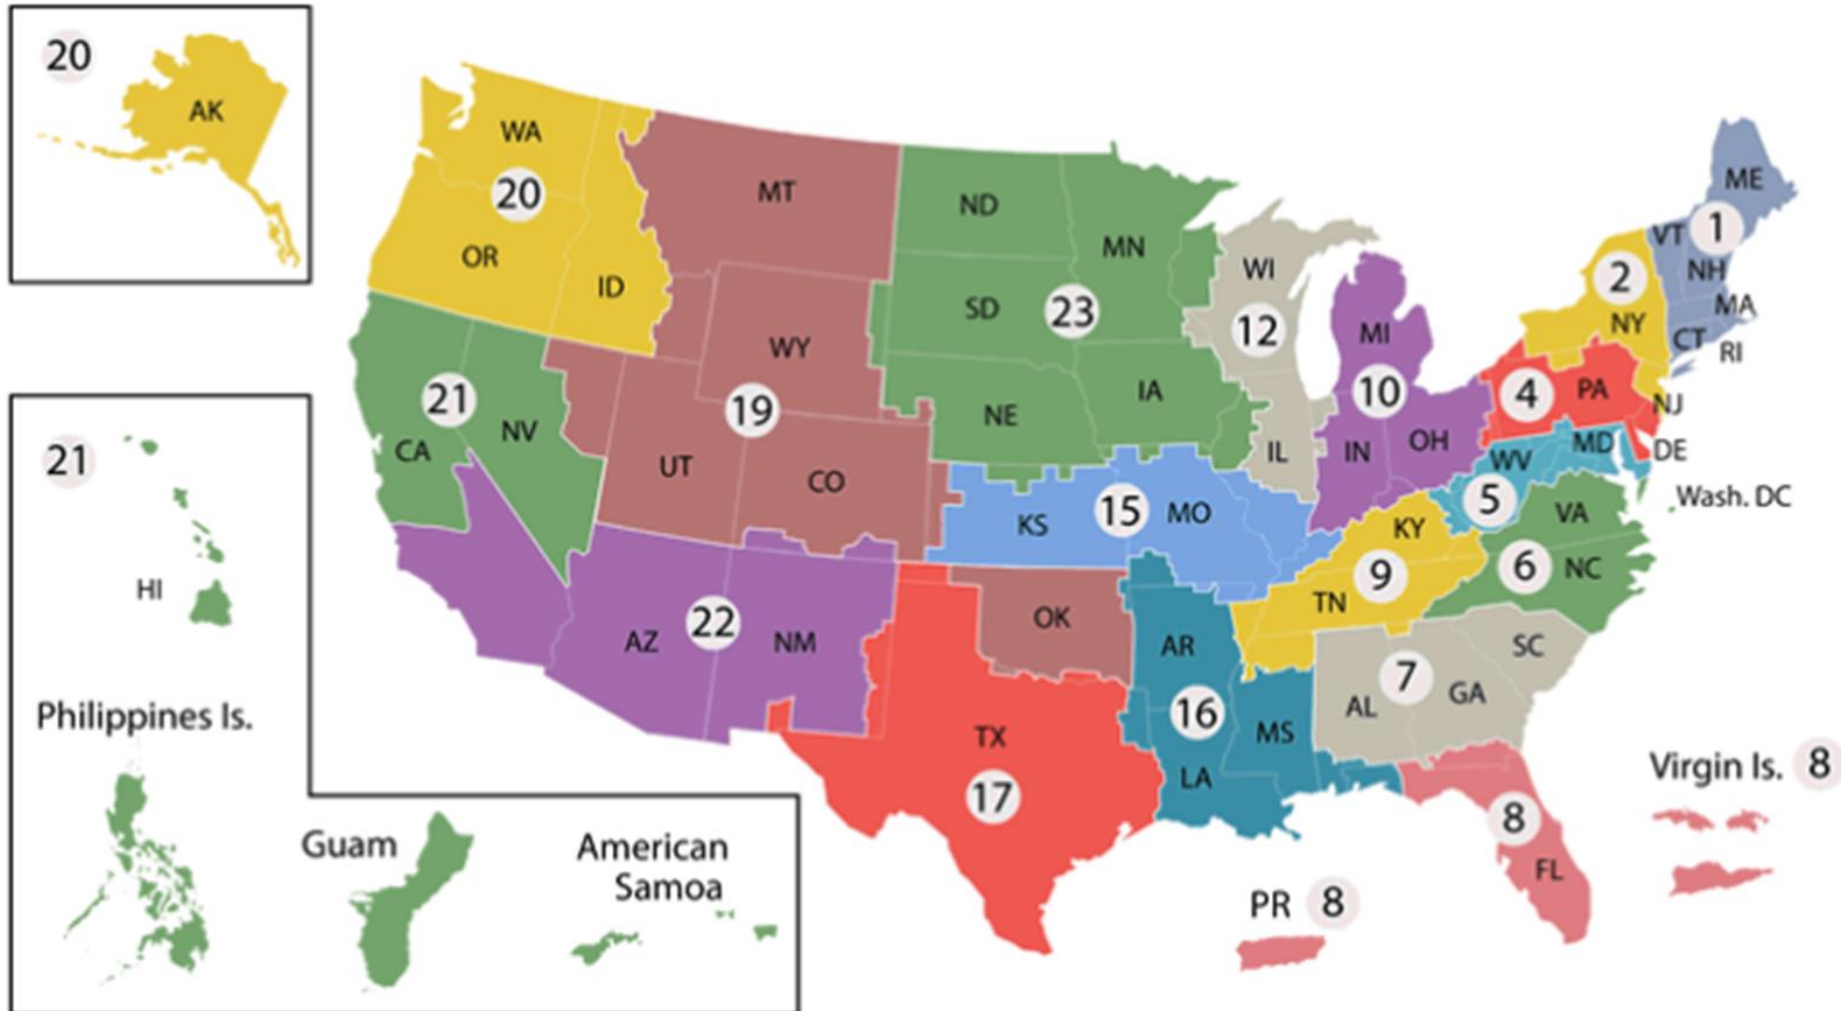 20
AK
WA
20
OR
ID
MT
ND
MN
SD
23
WY
19
NE
IA
WI
12
IL
MI
10
IN
OH
ME
1
VT
NH
2
NY
MA
CT
RI
4
PA
NJ
MD
DE
WV
5
Wash. DC
VA
6
NC
21
NV
CA
UT
CO
KS
15
MO
KY
9
TN
AZ
22
NM
OK
AR
16
MS
LA
TX
17
SC
7
AL
GA
8
FL
Virgin Is. 8
PR 8
21
HI
Philippines Is.
Guam
American
Samoa